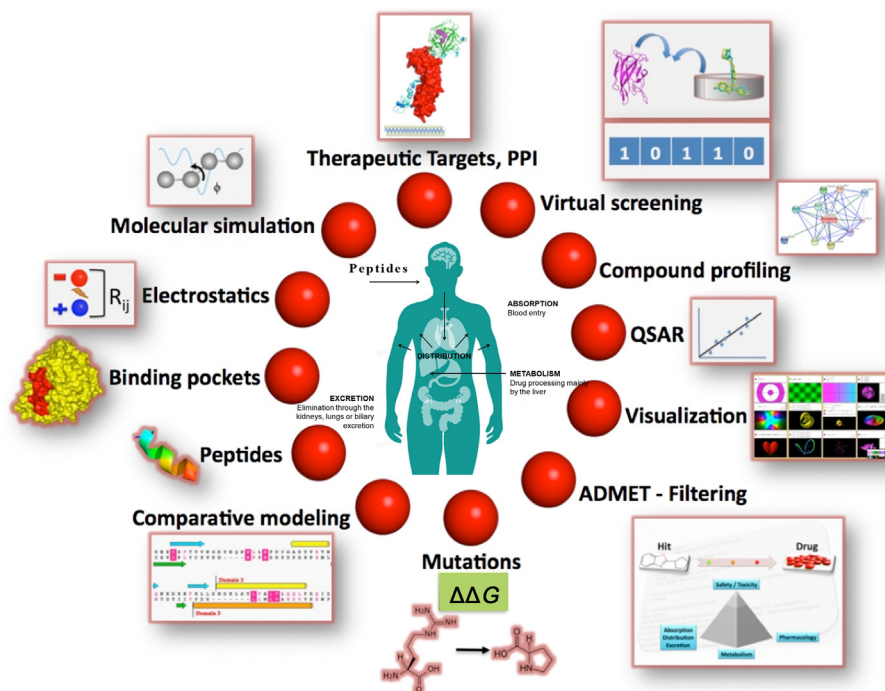 Therapeutic Targets, PPI
1 0 1 1 0
Virtual screening
Molecular simulation
ϕ
Peptides
Compound profiling
ABSORPTION
Blood entry
Electrostatics
R_ij
QSAR
DISTRIBUTION
Binding pockets
METABOLISM
Drug processing mainly
by the liver
EXCRETION
Elimination through the
kidneys, lungs or biliary
excretion
Visualization
Peptides
ADMET - Filtering
Comparative modeling
Domain 2
Domain 3
Mutations
ΔΔG
H₂N
NH
HN
H
OH
O
H₂N
O
HO
H
HN
Hit
Drug
Safety / Toxicity
Absorption
Distribution
Excretion
Pharmacology
Metabolism